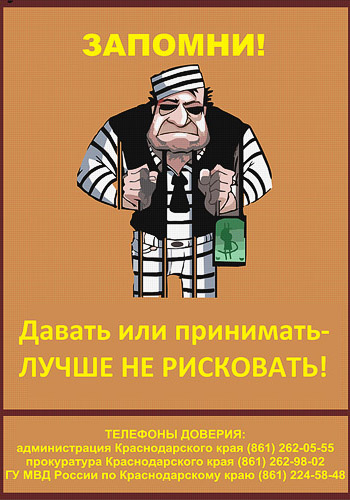 ЗАПОМНИ!
Давать или принимать-
ЛУЧШЕ НЕ РИСКОВАТЬ!
ТЕЛЕФОНЫ ДОВЕРИЯ:
администрация Краснодарского края (861) 262-05-55
прокуратура Краснодарского края (861) 262-98-02
ГУ МВД России по Краснодарскому краю (861) 224-58-48